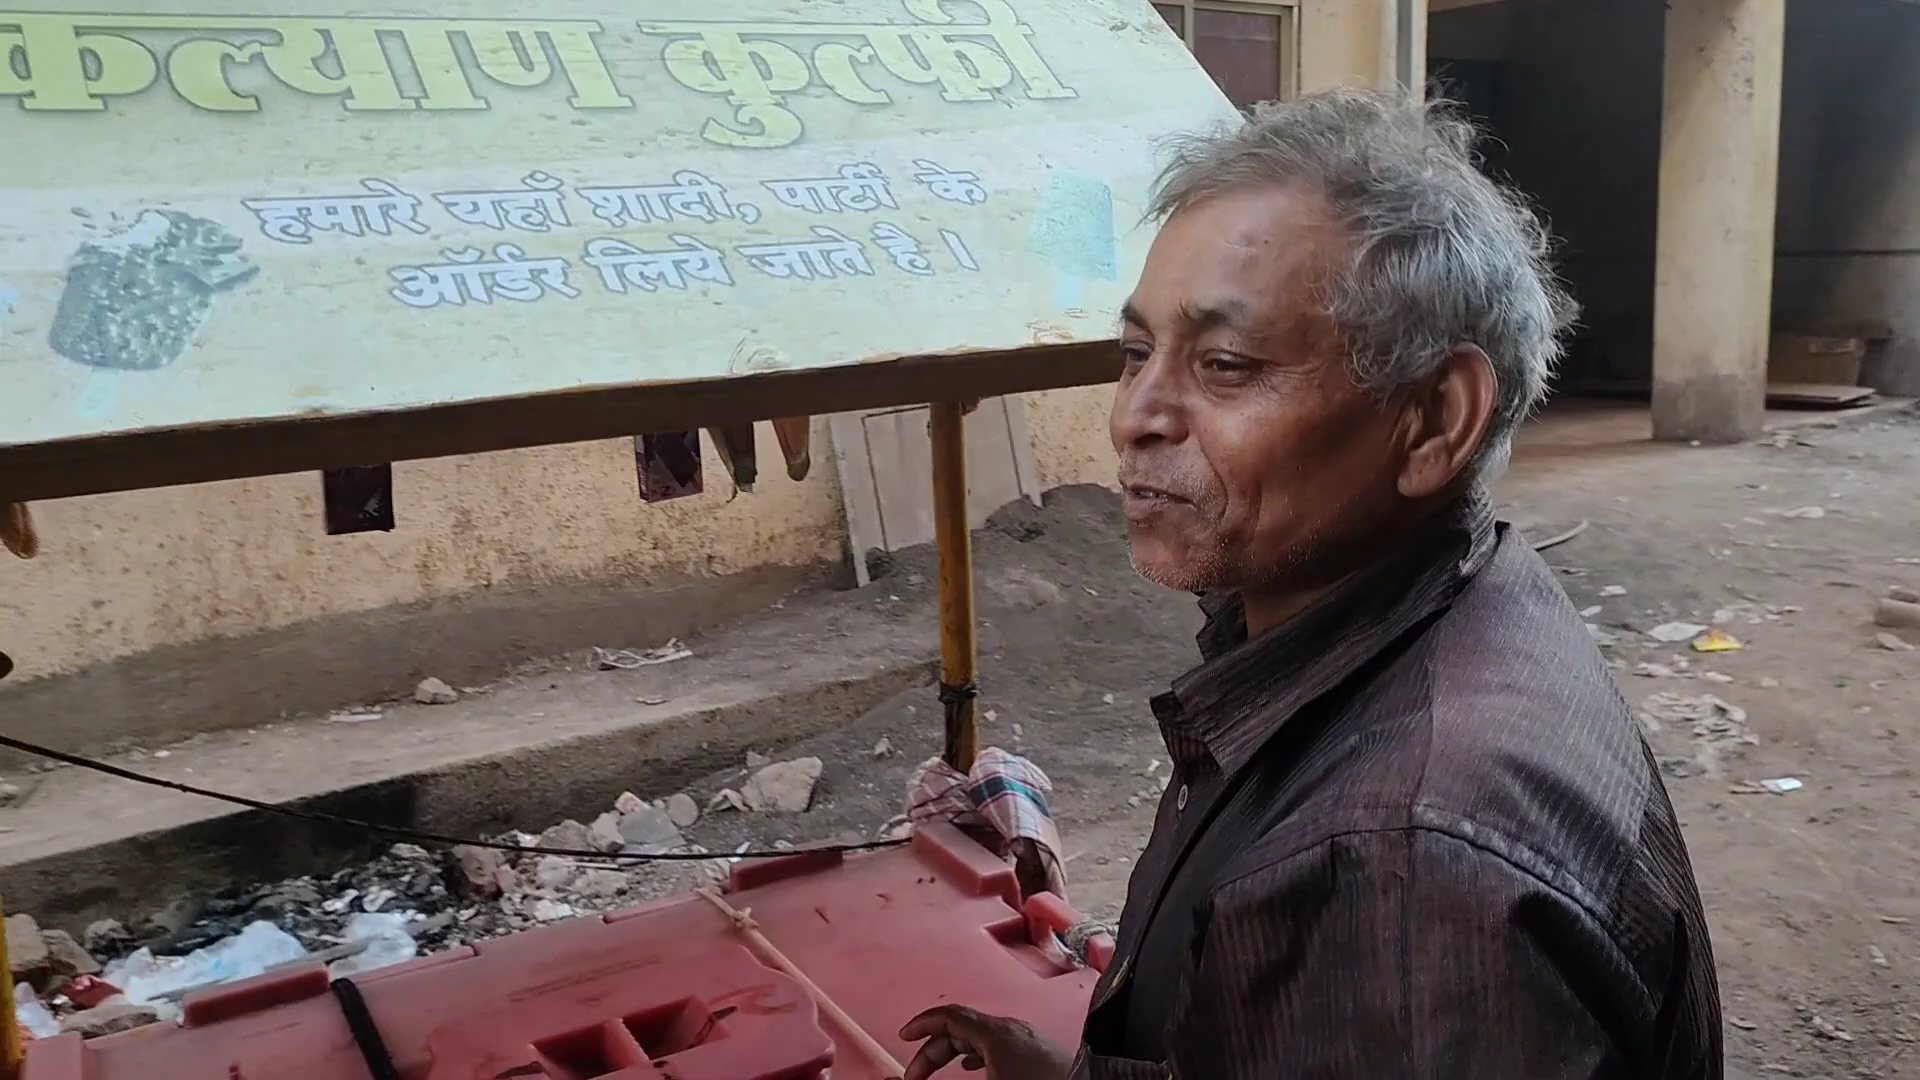 कल्याण कुल्फी
हमारे यहाँ शादी, पार्टी के
ऑर्डर लिये जाते है।